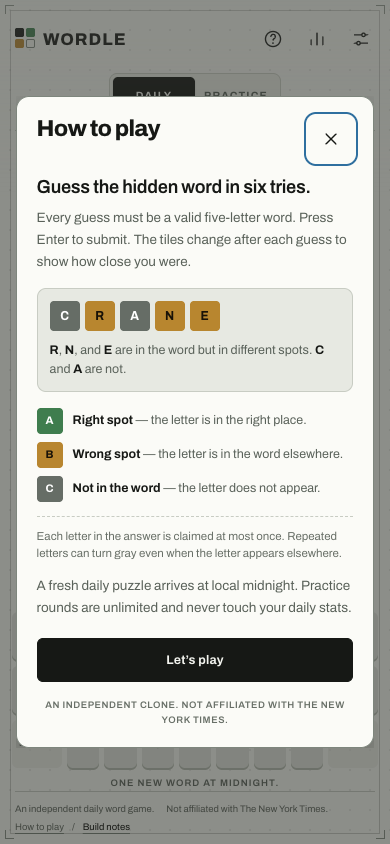 WORDLE
DAILY PRACTICE
How to play
Guess the hidden word in six tries.
Every guess must be a valid five-letter word. Press
Enter to submit. The tiles change after each guess to
show how close you were.
C R A N E
R, N, and E are in the word but in different spots. C
and A are not.
A Right spot — the letter is in the right place.
B Wrong spot — the letter is in the word elsewhere.
C Not in the word — the letter does not appear.
Each letter in the answer is claimed at most once. Repeated
letters can turn gray even when the letter appears elsewhere.
A fresh daily puzzle arrives at local midnight. Practice
rounds are unlimited and never touch your daily stats.
Let’s play
AN INDEPENDENT CLONE. NOT AFFILIATED WITH THE NEW
YORK TIMES.
ONE NEW WORD AT MIDNIGHT.
An independent daily word game. Not affiliated with The New York Times.
How to play / Build notes